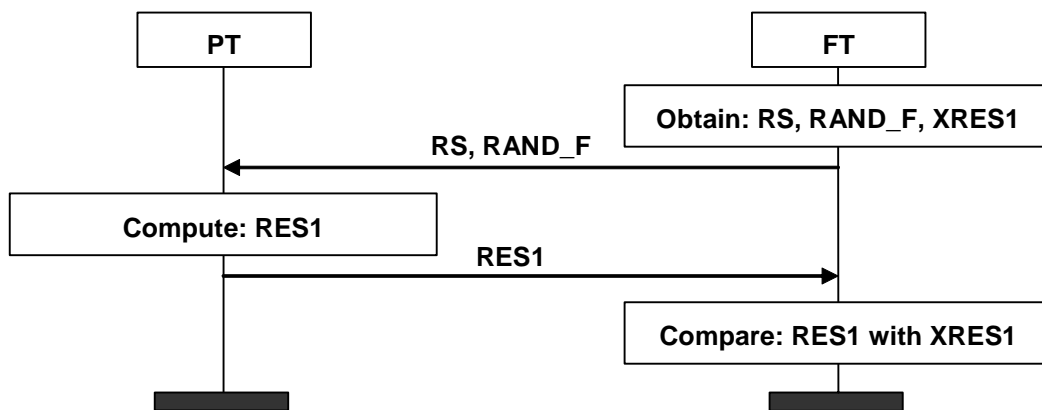 PT
FT
Obtain: RS, RAND_F, XRES1
RS, RAND_F
Compute: RES1
RES1
Compare: RES1 with XRES1